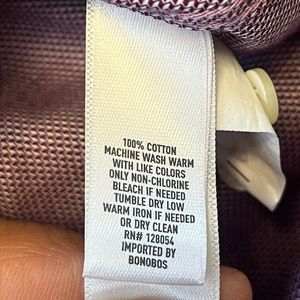 100% COTTON
MACHINE WASH WARM
WITH LIKE COLORS
ONLY NON-CHLORINE
BLEACH IF NEEDED
TUMBLE DRY LOW
WARM IRON IF NEEDED
OR DRY CLEAN
RN# 128054
IMPORTED BY
BONOBOS